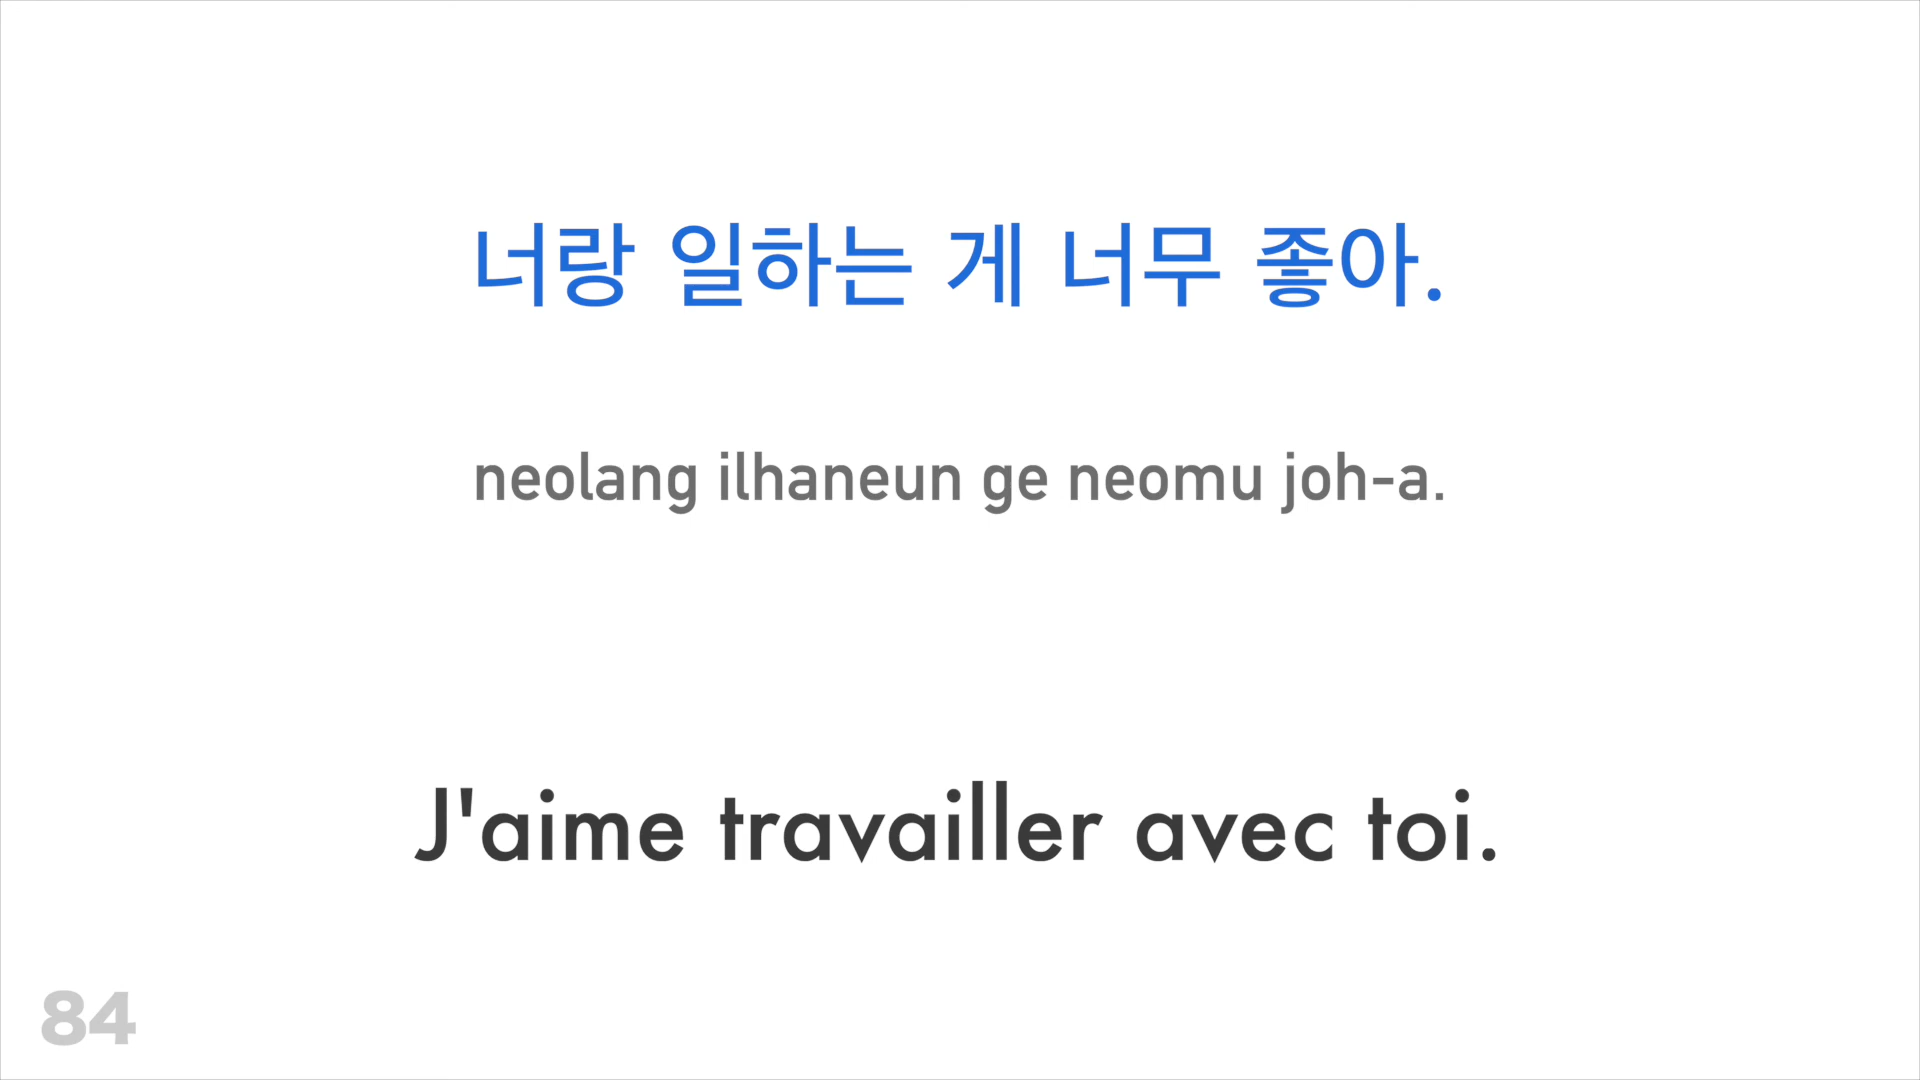 너랑 일하는 게 너무 좋아.
neolang ilhaneun ge neomu joh-a.
J'aime travailler avec toi.
84